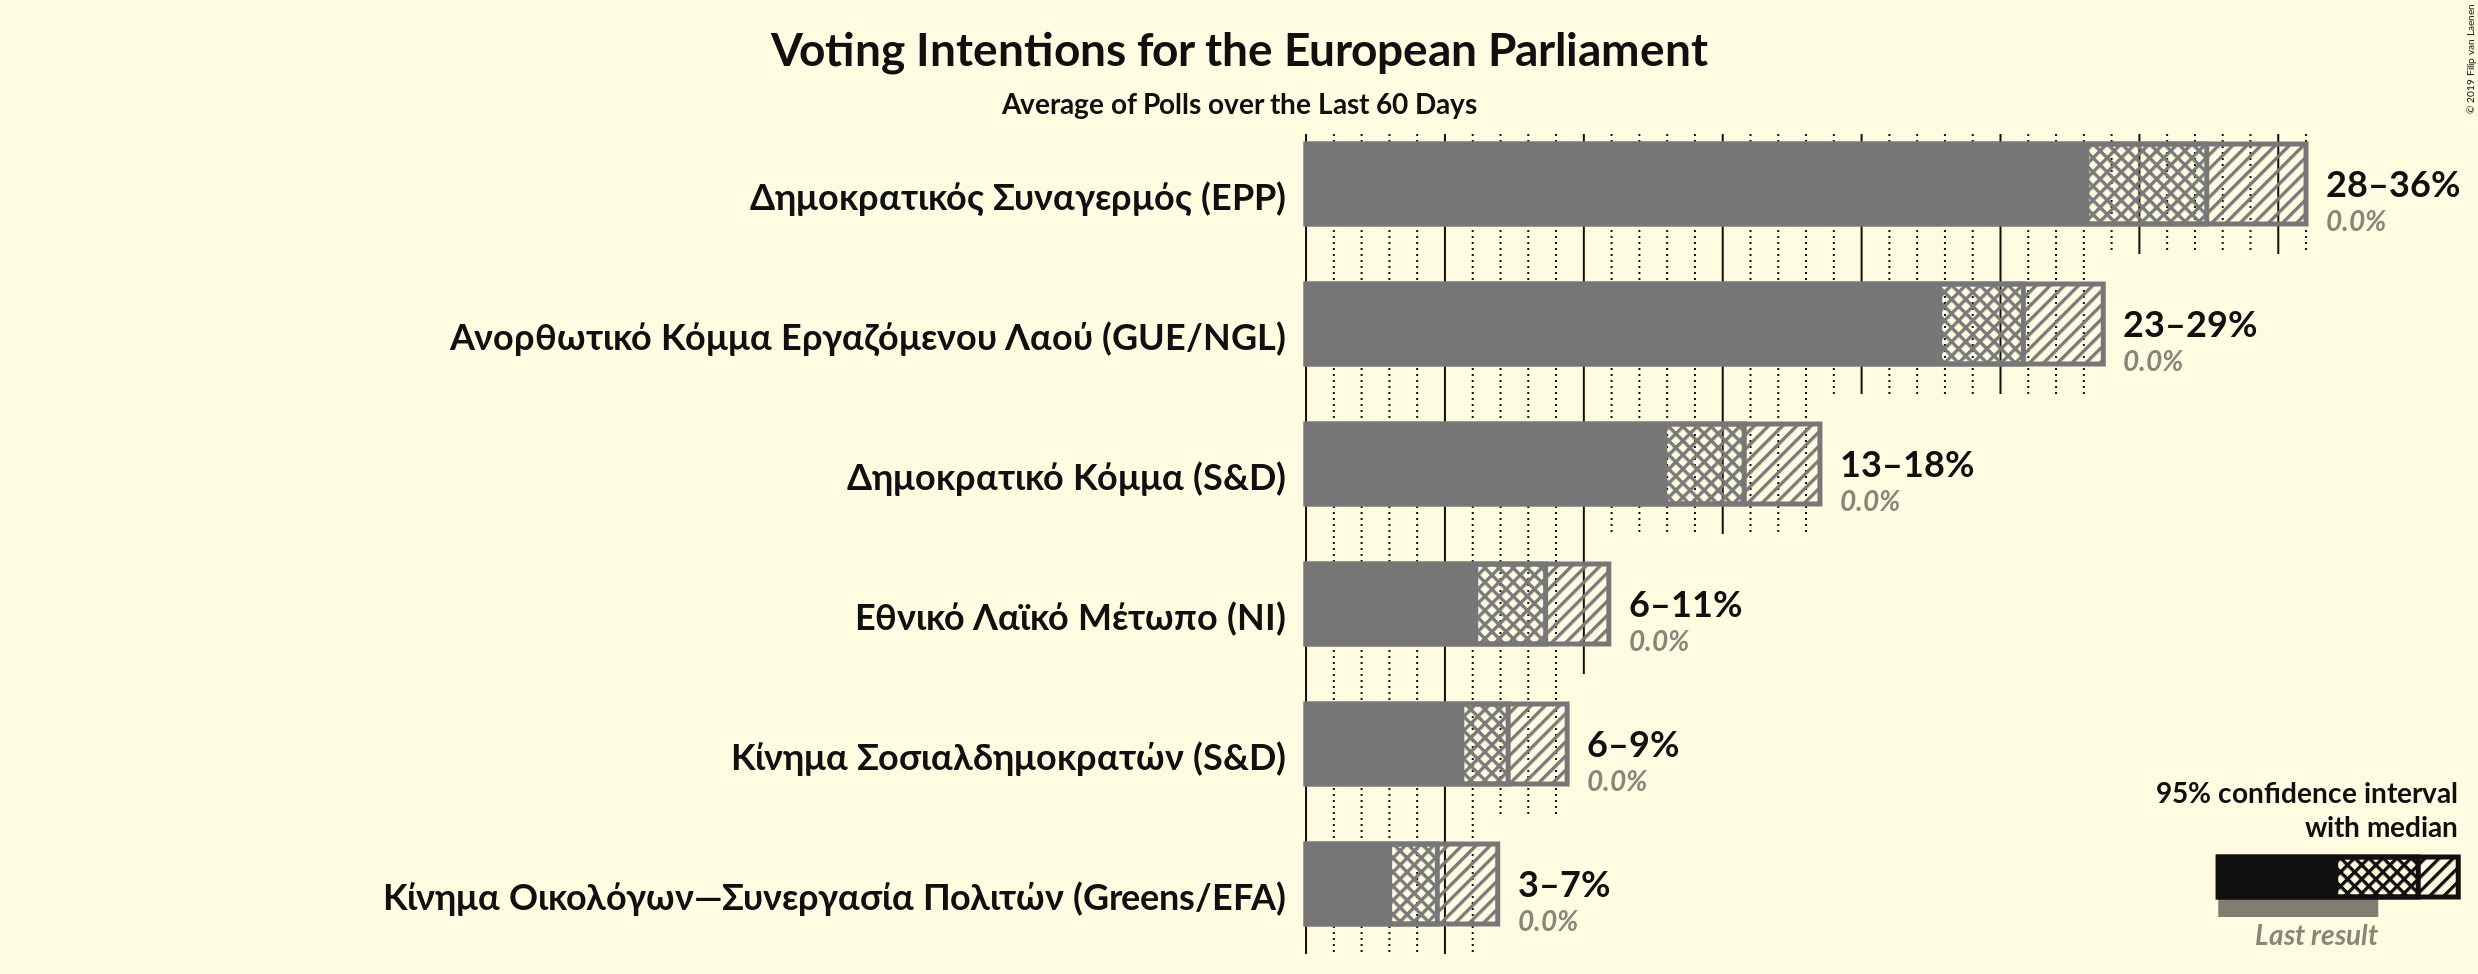 Voting Intentions for the European Parliament
Average of Polls over the Last 60 Days
© 2019 Filip van Laenen
Δημοκρατικός Συναγερμός (EPP)
28–36%
0.0%
Ανορθωτικό Κόμμα Εργαζόμενου Λαού (GUE/NGL)
23–29%
0.0%
Δημοκρατικό Κόμμα (S&D)
13–18%
0.0%
Εθνικό Λαϊκό Μέτωπο (NI)
6–11%
0.0%
Κίνημα Σοσιαλδημοκρατών (S&D)
6–9%
0.0%
Κίνημα Οικολόγων—Συνεργασία Πολιτών (Greens/EFA)
3–7%
0.0%
95% confidence interval
with median
Last result